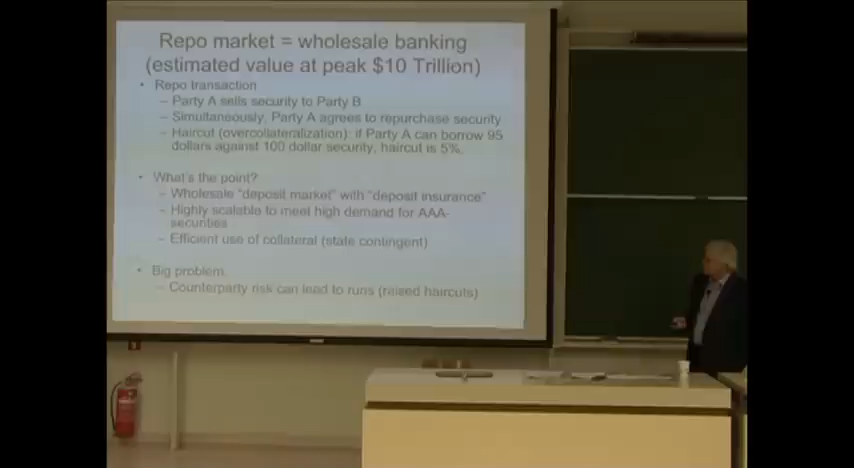 Repo market = wholesale banking
(estimated value at peak $10 Trillion)
• Repo transaction
– Party A sells security to Party B
– Simultaneously, Party A agrees to repurchase security
– Haircut (overcollateralization): if Party A can borrow 95
dollars against 100 dollar security, haircut is 5%.
• What's the point?
– Wholesale "deposit market" with "deposit insurance"
– Highly scalable to meet high demand for AAA-
securities
– Efficient use of collateral (state contingent)
• Big problem
– Counterparty risk can lead to runs (raised haircuts)